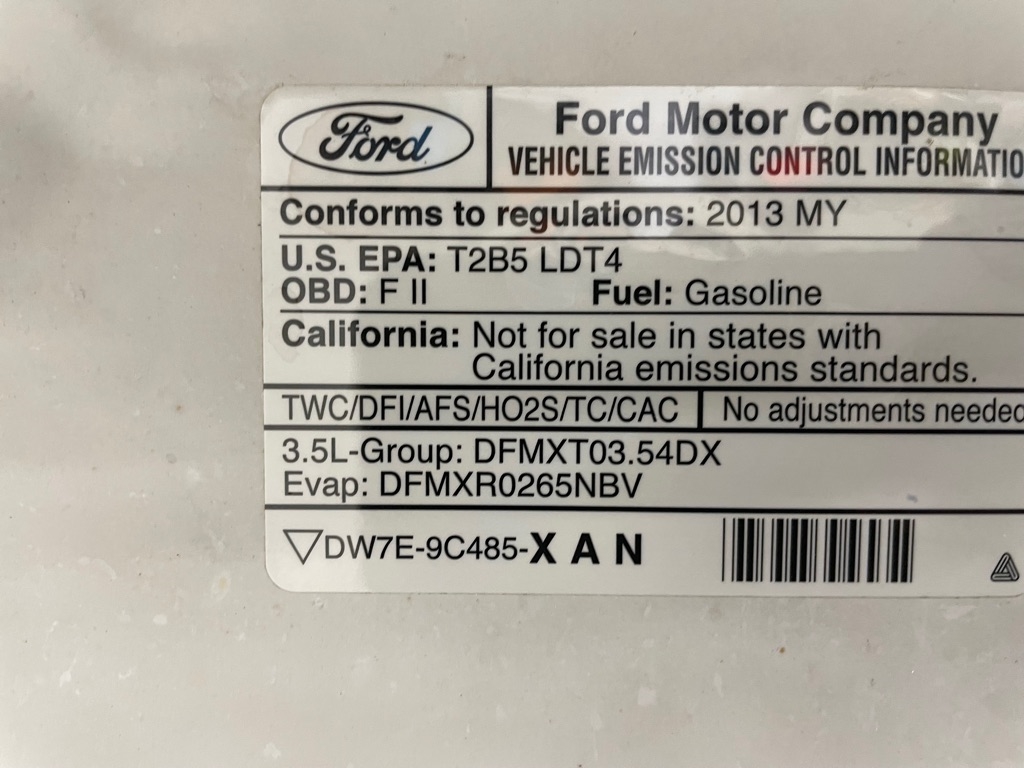 Ford
Ford Motor Company
VEHICLE EMISSION CONTROL INFORMATIO
Conforms to regulations: 2013 MY
U.S. EPA: T2B5 LDT4
OBD: F II Fuel: Gasoline
California: Not for sale in states with
California emissions standards.
TWC/DFI/AFS/HO2S/TC/CAC No adjustments needed
3.5L-Group: DFMXT03.54DX
Evap: DFMXR0265NBV
▽DW7E-9C485-X A N